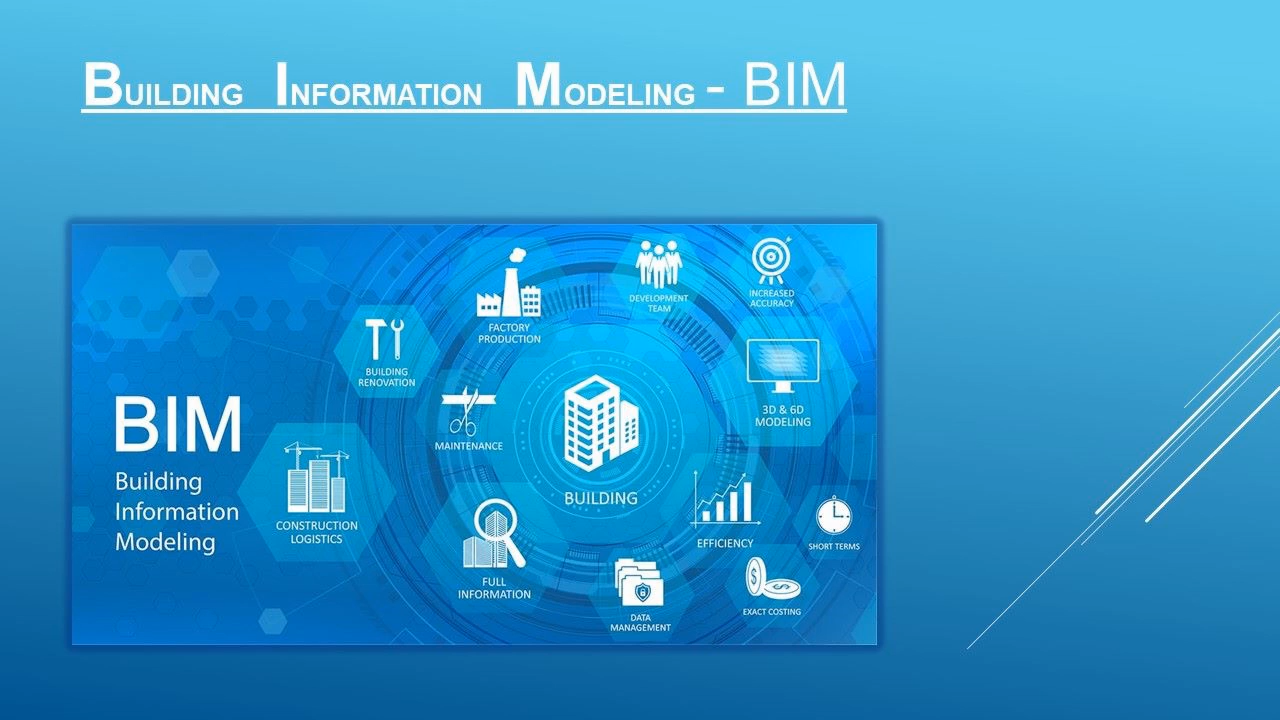 BUILDING INFORMATION MODELING - BIM
DEVELOPMENT
TEAM
INCREASED
ACCURACY
FACTORY
PRODUCTION
BUILDING
RENOVATION
3D & 6D
MODELING
MAINTENANCE
BIM
Building
Information
Modeling
BUILDING
CONSTRUCTION
LOGISTICS
EFFICIENCY
SHORT TERMS
FULL
INFORMATION
EXACT COSTING
DATA
MANAGEMENT